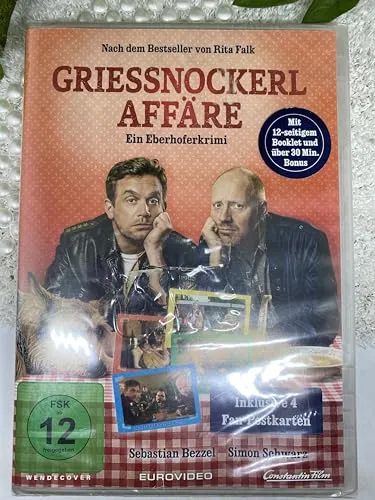 Nach dem Bestseller von Rita Falk
GRIESSNOCKERL
AFFÄRE
Ein Eberhoferkrimi
Mit
12-seitigem
Booklet und
über 30 Min.
Bonus
FSK
ab
12
freigegeben
Inklusive 4
Fan-Postkarten
Sebastian Bezzel
Simon Schwarz
WENDECOVER
EUROVIDEO
Constantin Film